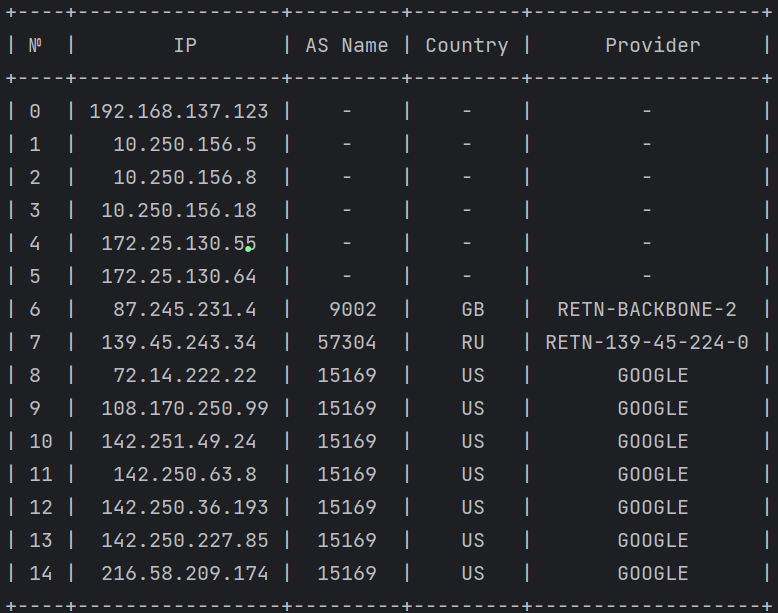 +----+-----------------+---------+---------+-------------------+
| № | IP | AS Name | Country | Provider |
+----+-----------------+---------+---------+-------------------+
| 0 | 192.168.137.123 | - | - | - |
| 1 | 10.250.156.5 | - | - | - |
| 2 | 10.250.156.8 | - | - | - |
| 3 | 10.250.156.18 | - | - | - |
| 4 | 172.25.130.55 | - | - | - |
| 5 | 172.25.130.64 | - | - | - |
| 6 | 87.245.231.4 | 9002 | GB | RETN-BACKBONE-2 |
| 7 | 139.45.243.34 | 57304 | RU | RETN-139-45-224-0 |
| 8 | 72.14.222.22 | 15169 | US | GOOGLE |
| 9 | 108.170.250.99 | 15169 | US | GOOGLE |
| 10 | 142.251.49.24 | 15169 | US | GOOGLE |
| 11 | 142.250.63.8 | 15169 | US | GOOGLE |
| 12 | 142.250.36.193 | 15169 | US | GOOGLE |
| 13 | 142.250.227.85 | 15169 | US | GOOGLE |
| 14 | 216.58.209.174 | 15169 | US | GOOGLE |
+----+-----------------+---------+---------+-------------------+